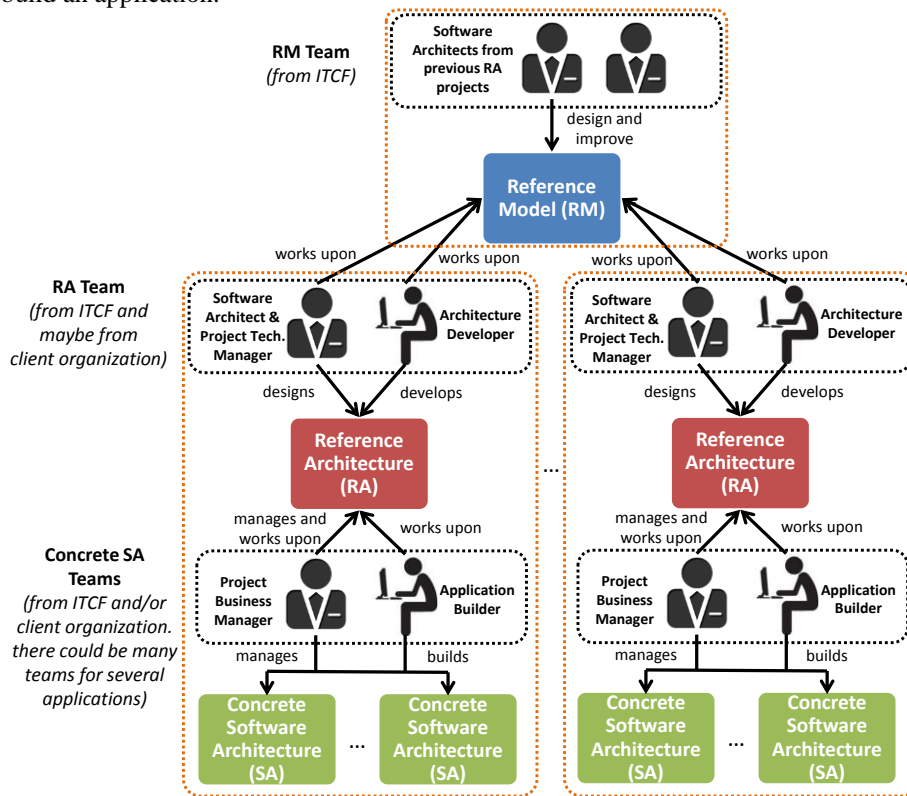 build an application.
RM Team
(from ITCF)
Software
Architects from
previous RA
projects
design and
improve
Reference
Model (RM)
works upon
works upon
works upon
works upon
RA Team
(from ITCF and
maybe from
client organization)
Software
Architect &
Project Tech.
Manager
Architecture
Developer
Software
Architect &
Project Tech.
Manager
Architecture
Developer
designs
develops
designs
develops
Reference
Architecture
(RA)
...
Reference
Architecture
(RA)
manages and
works upon
works upon
manages and
works upon
works upon
Concrete SA
Teams
(from ITCF and/or
client organization.
there could be many
teams for several
applications)
Project
Business
Manager
Application
Builder
Project
Business
Manager
Application
Builder
manages
builds
manages
builds
Concrete
Software
Architecture
(SA)
...
Concrete
Software
Architecture
(SA)
Concrete
Software
Architecture
(SA)
...
Concrete
Software
Architecture
(SA)